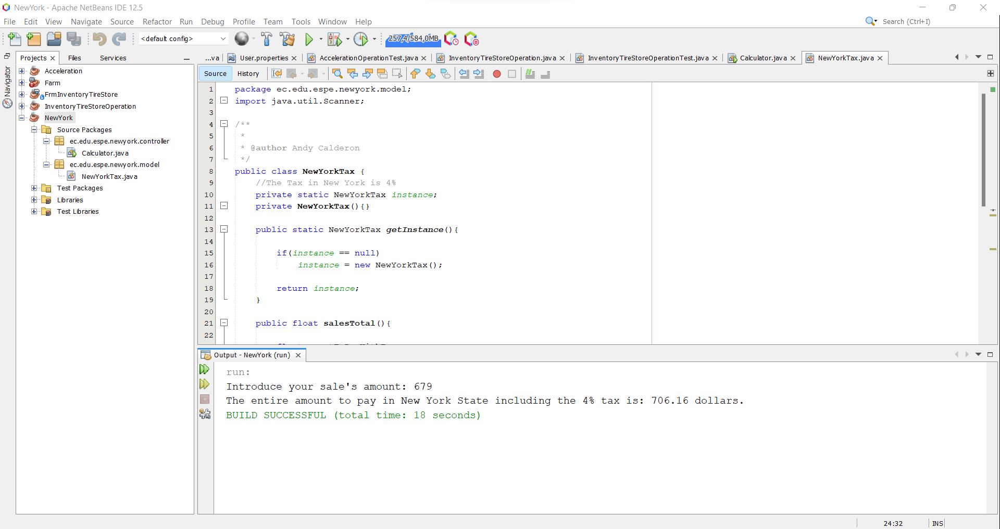 NewYork - Apache NetBeans IDE 12.5
File Edit View Navigate Source Refactor Run Debug Profile Team Tools Window Help
Search (Ctrl+I)
<default config>
257,4/584,0MB
Projects Files Services
...va User.properties AccelerationOperationTest.java InventoryTireStoreOperation.java InventoryTireStoreOperationTest.java Calculator.java NewYorkTax.java
Navigator
Acceleration
Farm
FrmInventoryTireStore
InventoryTireStoreOperation
NewYork
Source Packages
ec.edu.espe.newyork.controller
Calculator.java
ec.edu.espe.newyork.model
NewYorkTax.java
Test Packages
Libraries
Test Libraries
Source History
1 package ec.edu.espe.newyork.model;
2 import java.util.Scanner;
3
4 /**
5 *
6 * @author Andy Calderon
7 */
8 public class NewYorkTax {
9 //The Tax in New York is 4%
10 private static NewYorkTax instance;
11 private NewYorkTax(){}
12
13 public static NewYorkTax getInstance(){
14
15 if(instance == null)
16 instance = new NewYorkTax();
17
18 return instance;
19 }
20
21 public float salesTotal(){
22
Output - NewYork (run)
run:
Introduce your sale's amount: 679
The entire amount to pay in New York State including the 4% tax is: 706.16 dollars.
BUILD SUCCESSFUL (total time: 18 seconds)
24:32 INS